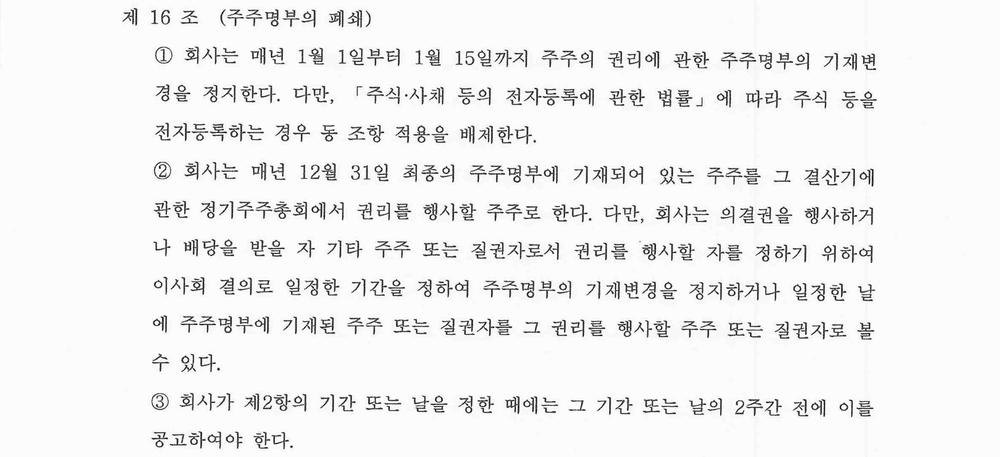 제 16 조 (주주명부의 폐쇄)
① 회사는 매년 1월 1일부터 1월 15일까지 주주의 권리에 관한 주주명부의 기재변
경을 정지한다. 다만, 「주식·사채 등의 전자등록에 관한 법률」에 따라 주식 등을
전자등록하는 경우 동 조항 적용을 배제한다.
② 회사는 매년 12월 31일 최종의 주주명부에 기재되어 있는 주주를 그 결산기에
관한 정기주주총회에서 권리를 행사할 주주로 한다. 다만, 회사는 의결권을 행사하거
나 배당을 받을 자 기타 주주 또는 질권자로서 권리를 행사할 자를 정하기 위하여
이사회 결의로 일정한 기간을 정하여 주주명부의 기재변경을 정지하거나 일정한 날
에 주주명부에 기재된 주주 또는 질권자를 그 권리를 행사할 주주 또는 질권자로 볼
수 있다.
③ 회사가 제2항의 기간 또는 날을 정한 때에는 그 기간 또는 날의 2주간 전에 이를
공고하여야 한다.